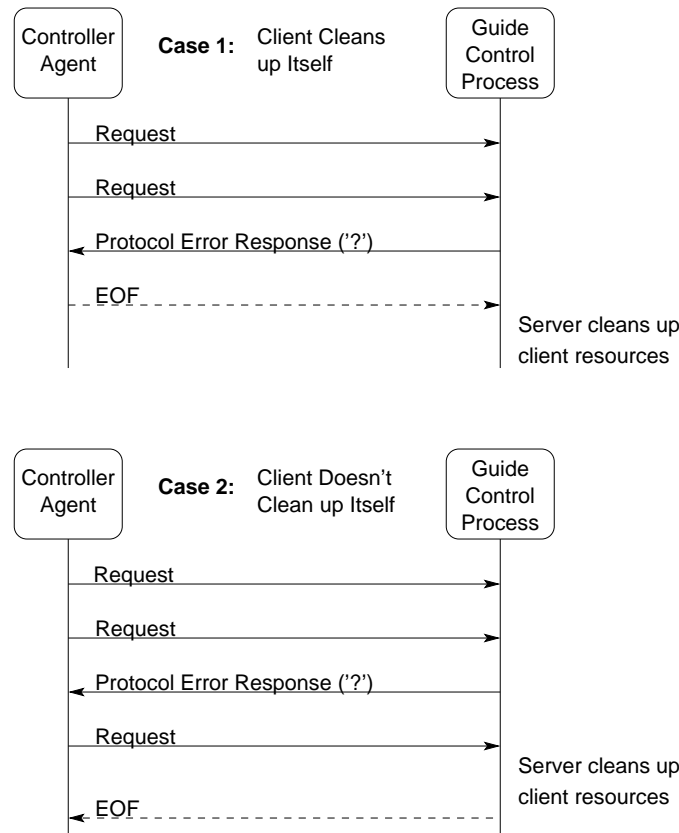 Controller
Agent
Case 1:
Client Cleans
up Itself
Guide
Control
Process
Request
Request
Protocol Error Response ('?')
EOF
Server cleans up
client resources
Controller
Agent
Case 2:
Client Doesn't
Clean up Itself
Guide
Control
Process
Request
Request
Protocol Error Response ('?')
Request
Server cleans up
client resources
EOF